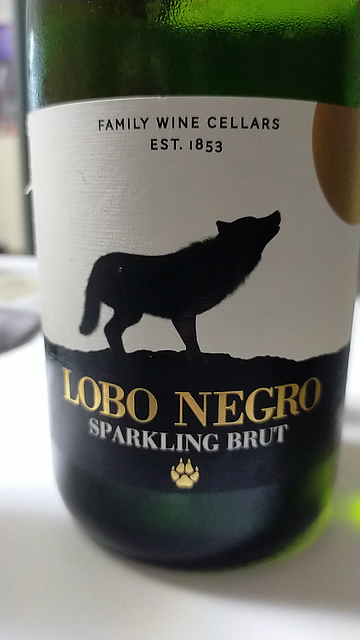 FAMILY WINE CELLARS
EST. 1853
LOBO NEGRO
SPARKLING BRUT